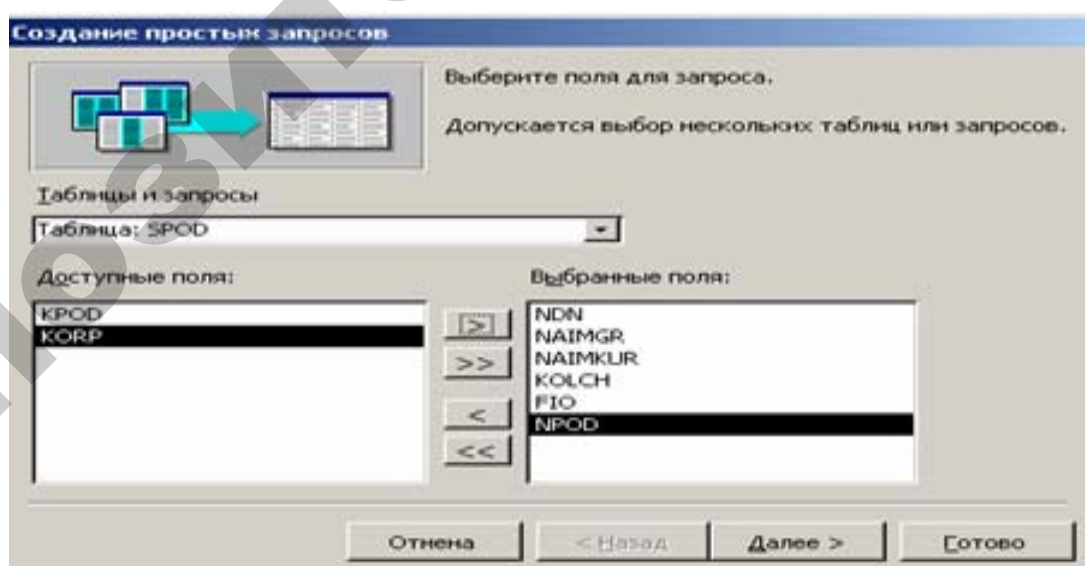 Создание простых запросов
Выберите поля для запроса.
Допускается выбор нескольких таблиц или запросов.
Таблицы и запросы
Таблица: SPOD
Доступные поля:
Выбранные поля:
KPOD
KORP
>
>>
<
<<
NDN
NAIMGR
NAIMKUR
KOLCH
FIO
NPOD
Отмена
< Назад
Далее >
Готово